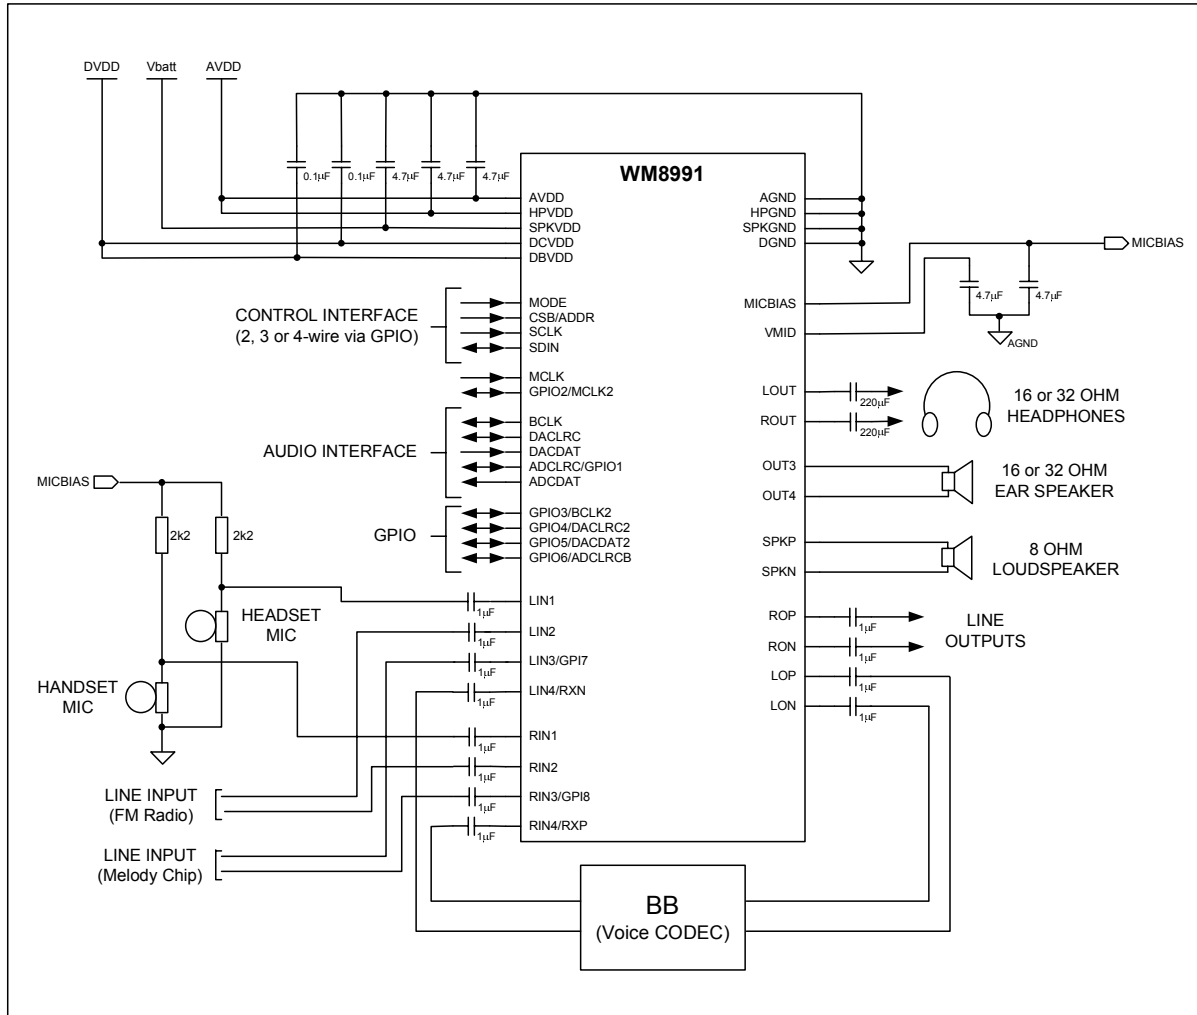 DVDD Vbatt AVDD
0.1μF 0.1μF 4.7μF 4.7μF 4.7μF
WM8991
AVDD
HPVDD
SPKVDD
DCVDD
DBVDD
AGND
HPGND
SPKGND
DGND
MICBIAS
MICBIAS
VMID
4.7μF 4.7μF
AGND
CONTROL INTERFACE
(2, 3 or 4-wire via GPIO)
MODE
CSB/ADDR
SCLK
SDIN
MCLK
GPIO2/MCLK2
AUDIO INTERFACE
BCLK
DACLRC
DACDAT
ADCLRC/GPIO1
ADCDAT
GPIO
GPIO3/BCLK2
GPIO4/DACLRC2
GPIO5/DACDAT2
GPIO6/ADCLRCB
LOUT
220μF
ROUT
220μF
16 or 32 OHM
HEADPHONES
OUT3
OUT4
16 or 32 OHM
EAR SPEAKER
SPKP
SPKN
8 OHM
LOUDSPEAKER
ROP
1μF
RON
1μF
LINE
OUTPUTS
LOP
1μF
LON
1μF
MICBIAS
2k2 2k2
HEADSET
MIC
HANDSET
MIC
1μF
LIN1
1μF
LIN2
1μF
LIN3/GPI7
1μF
LIN4/RXN
1μF
RIN1
1μF
RIN2
1μF
RIN3/GPI8
1μF
RIN4/RXP
LINE INPUT
(FM Radio)
LINE INPUT
(Melody Chip)
BB
(Voice CODEC)